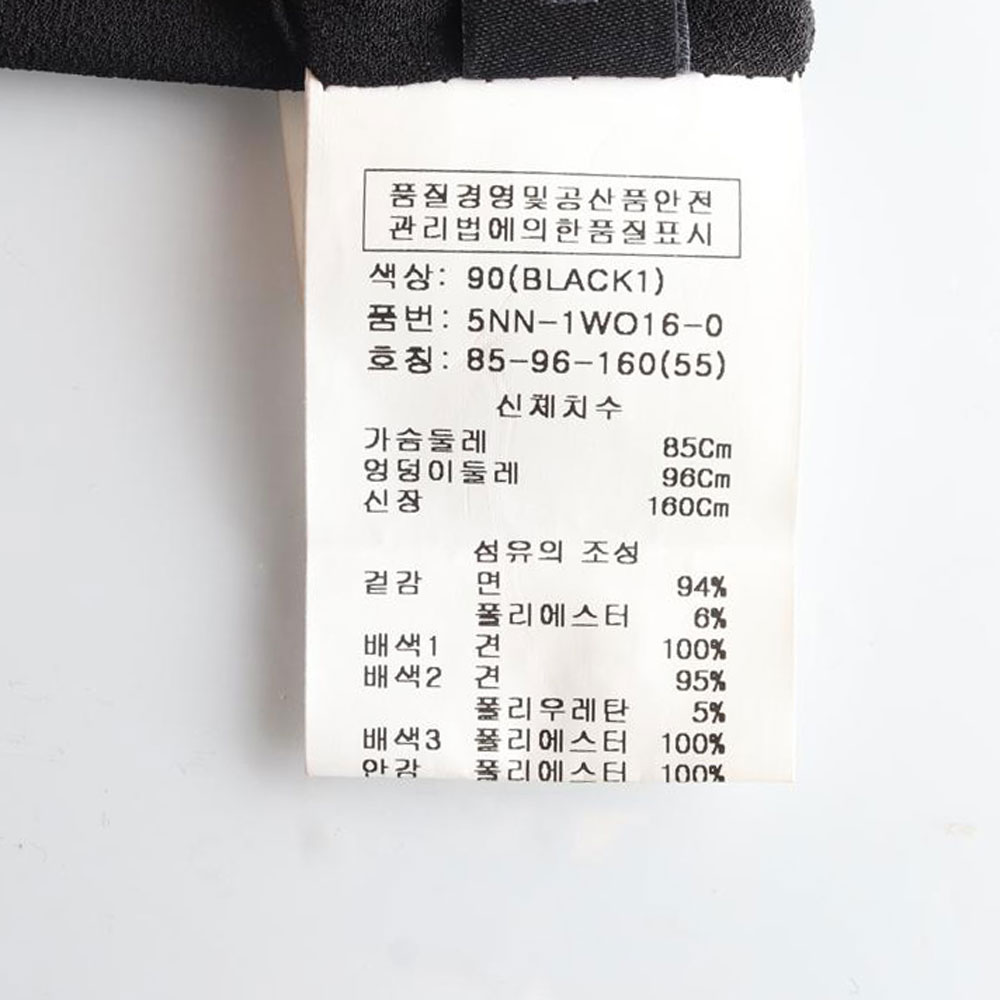 품질경영및공산품안전
관리법에의한품질표시
색상: 90(BLACK1)
품번: 5NN-1WO16-0
호칭: 85-96-160(55)
신체치수
가슴둘레 85Cm
엉덩이둘레 96Cm
신장 160Cm
섬유의 조성
겉감 면 94%
폴리에스터 6%
배색1 견 100%
배색2 견 95%
폴리우레탄 5%
배색3 폴리에스터 100%
안감 폴리에스터 100%